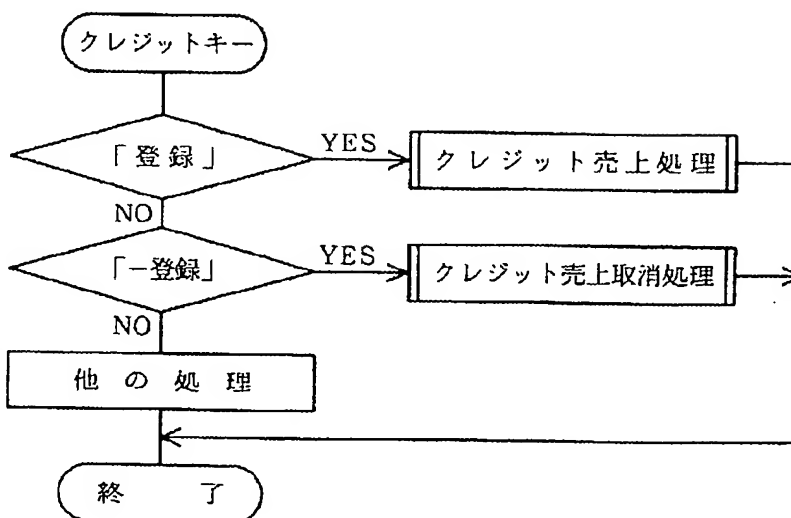 クレジットキー
「登録」
YES
クレジット売上処理
NO
「－登録」
YES
クレジット売上取消処理
NO
他の処理
終了